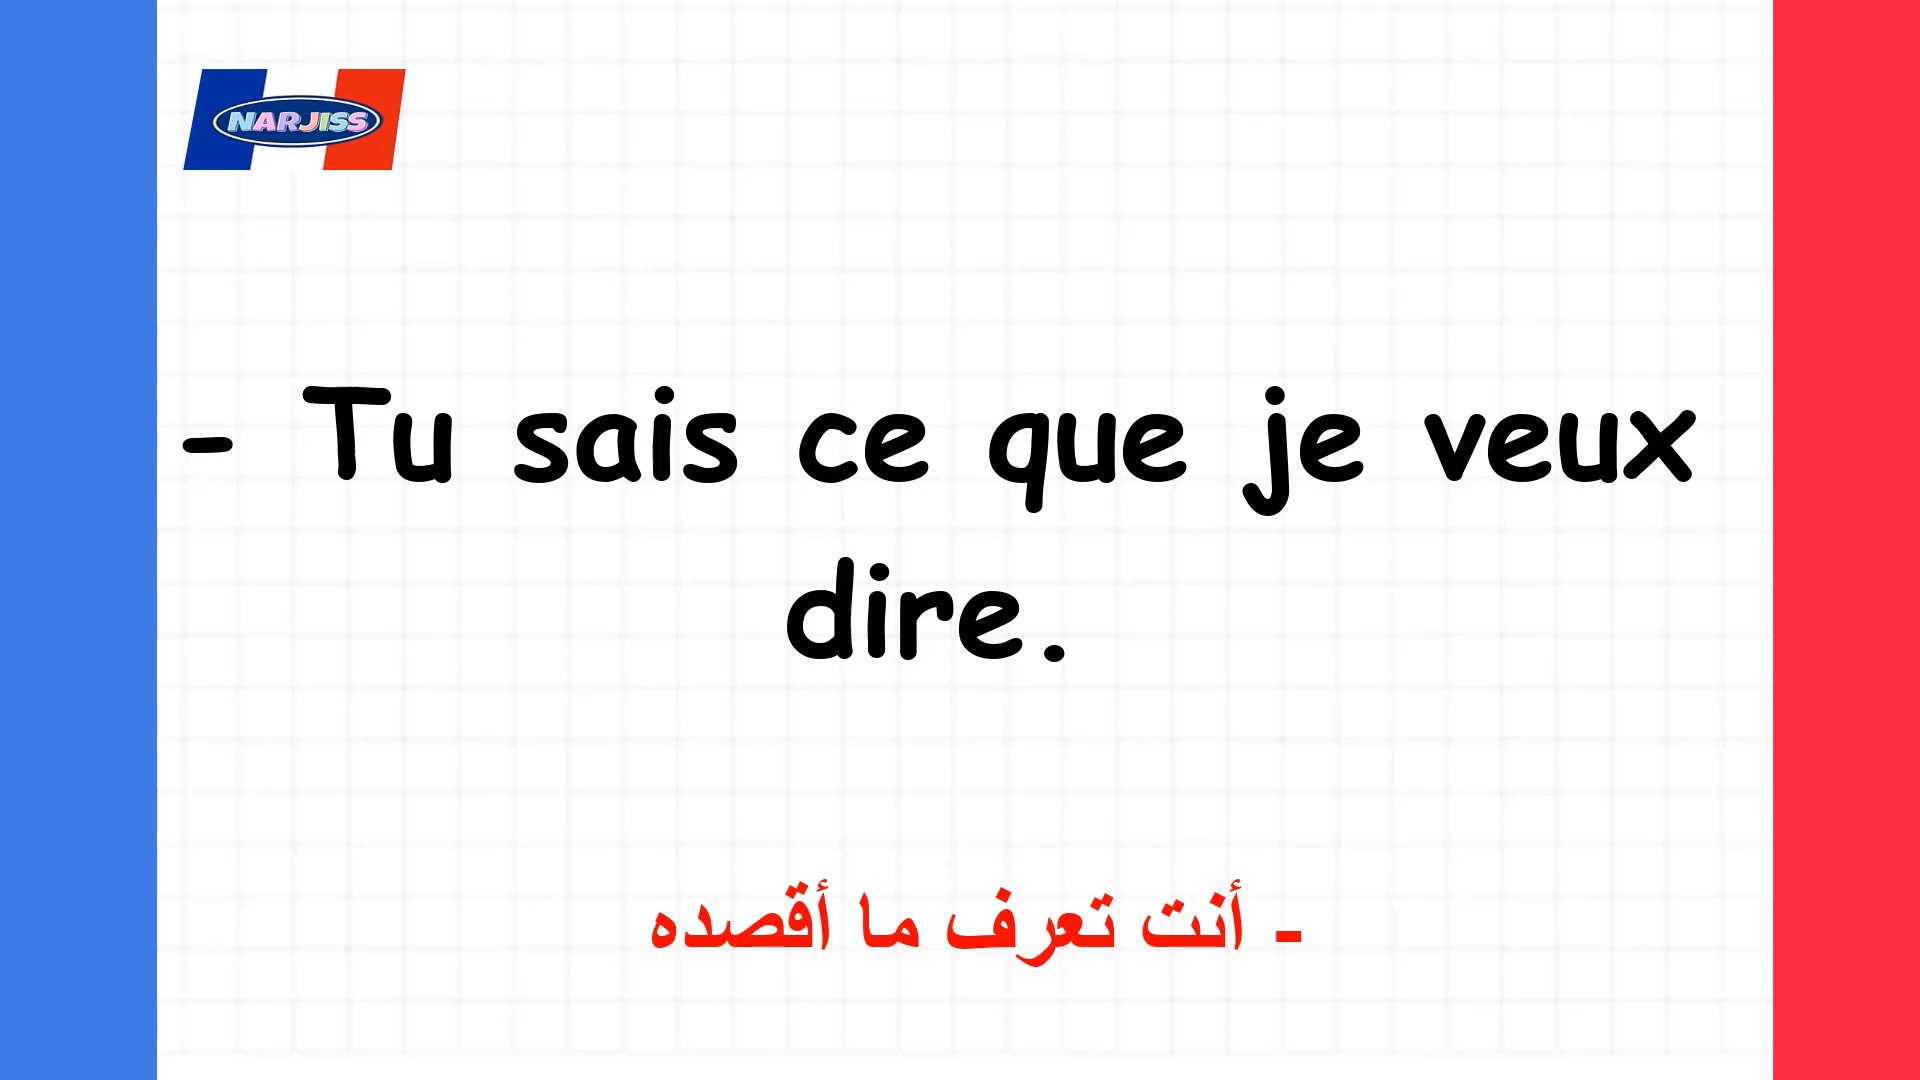 NARJISS
- Tu sais ce que je veux
dire.
- أنت تعرف ما أقصده